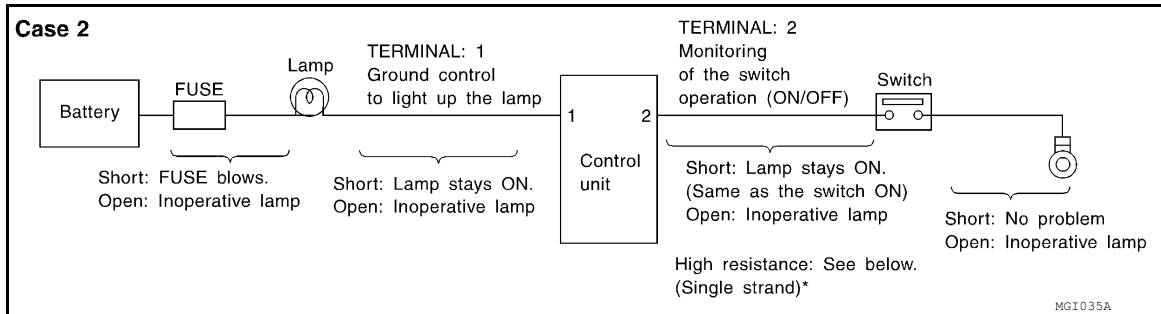 Case 2
Battery
FUSE
Lamp
TERMINAL: 1
Ground control
to light up the lamp
1
2
Control
unit
TERMINAL: 2
Monitoring
of the switch
operation (ON/OFF)
Switch
Short: FUSE blows.
Open: Inoperative lamp
Short: Lamp stays ON.
Open: Inoperative lamp
Short: Lamp stays ON.
(Same as the switch ON)
Open: Inoperative lamp
High resistance: See below.
(Single strand)*
Short: No problem
Open: Inoperative lamp
MGI035A